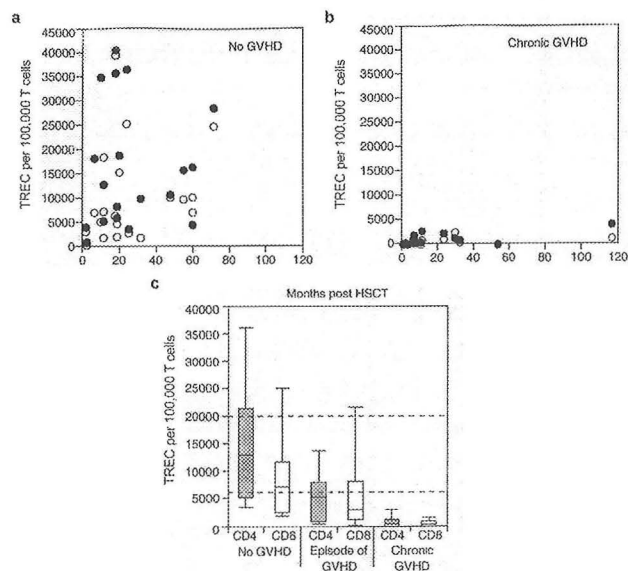 a
45000
40000
35000
30000
25000
20000
15000
10000
5000
0
TREC per 100,000 T cells
No GVHD
0 20 40 60 80 100 120
b
45000
40000
35000
30000
25000
20000
15000
10000
5000
0
TREC per 100,000 T cells
Chronic GVHD
0 20 40 60 80 100 120
c
Months post HSCT
40000
35000
30000
25000
20000
15000
10000
5000
0
TREC per 100,000 T cells
CD4 CD8 CD4 CD8 CD4 CD8
No GVHD Episode of Chronic
GVHD GVHD